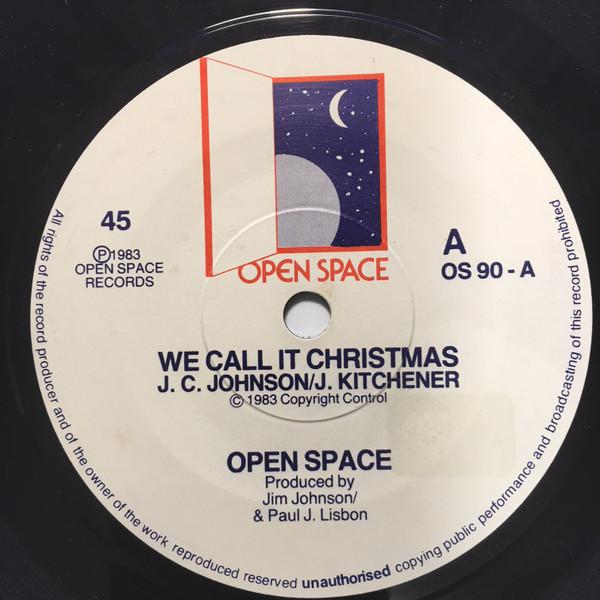 OPEN SPACE
45
Ⓟ1983
OPEN SPACE
RECORDS
A
OS 90 - A
WE CALL IT CHRISTMAS
J. C. JOHNSON/J. KITCHENER
© 1983 Copyright Control
OPEN SPACE
Produced by
Jim Johnson/
& Paul J. Lisbon
All rights of the record producer and of the owner of the work reproduced reserved unauthorised copying public performance and broadcasting of this record prohibited